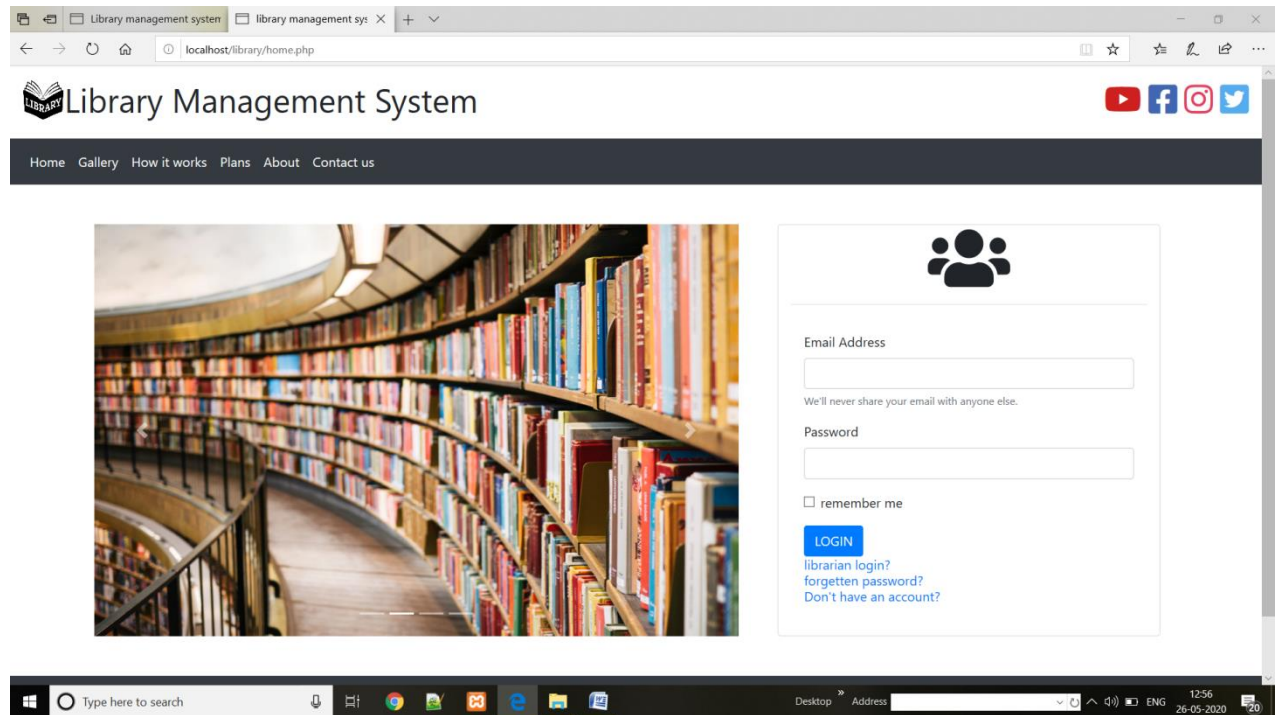 Library management system
library management sys
localhost/library/home.php
LIBRARY
Library Management System
Home Gallery How it works Plans About Contact us
Email Address
We'll never share your email with anyone else.
Password
remember me
LOGIN
librarian login?
forgetten password?
Don't have an account?
Type here to search
Desktop
Address
ENG
12:56
26-05-2020
20